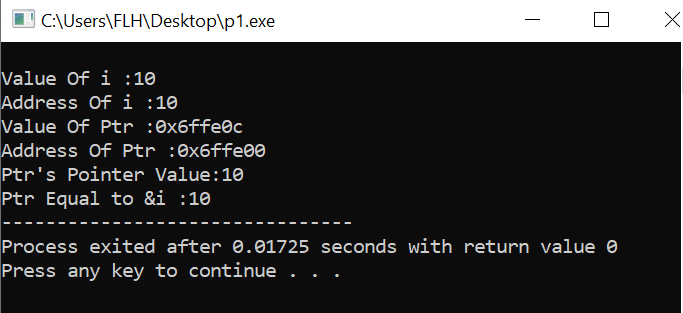 C:\Users\FLH\Desktop\p1.exe
Value Of i :10
Address Of i :10
Value Of Ptr :0x6ffe0c
Address Of Ptr :0x6ffe00
Ptr's Pointer Value:10
Ptr Equal to &i :10
--------------------------------
Process exited after 0.01725 seconds with return value 0
Press any key to continue . . .